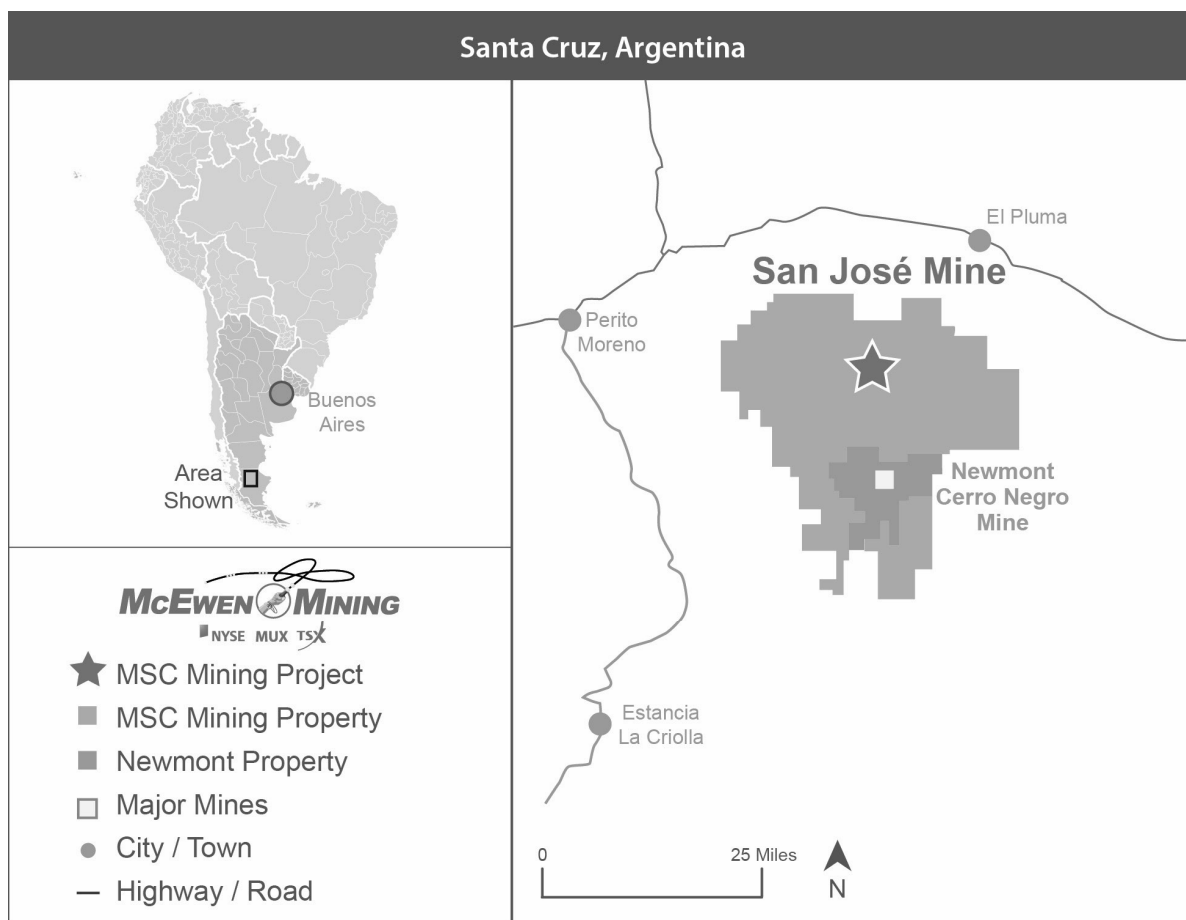 Santa Cruz, Argentina
Buenos
Aires
Area
Shown
McEWEN MINING
NYSE MUX TSX
MSC Mining Project
MSC Mining Property
Newmont Property
Major Mines
City / Town
Highway / Road
El Pluma
San José Mine
Perito
Moreno
Newmont
Cerro Negro
Mine
Estancia
La Criolla
0 25 Miles
N